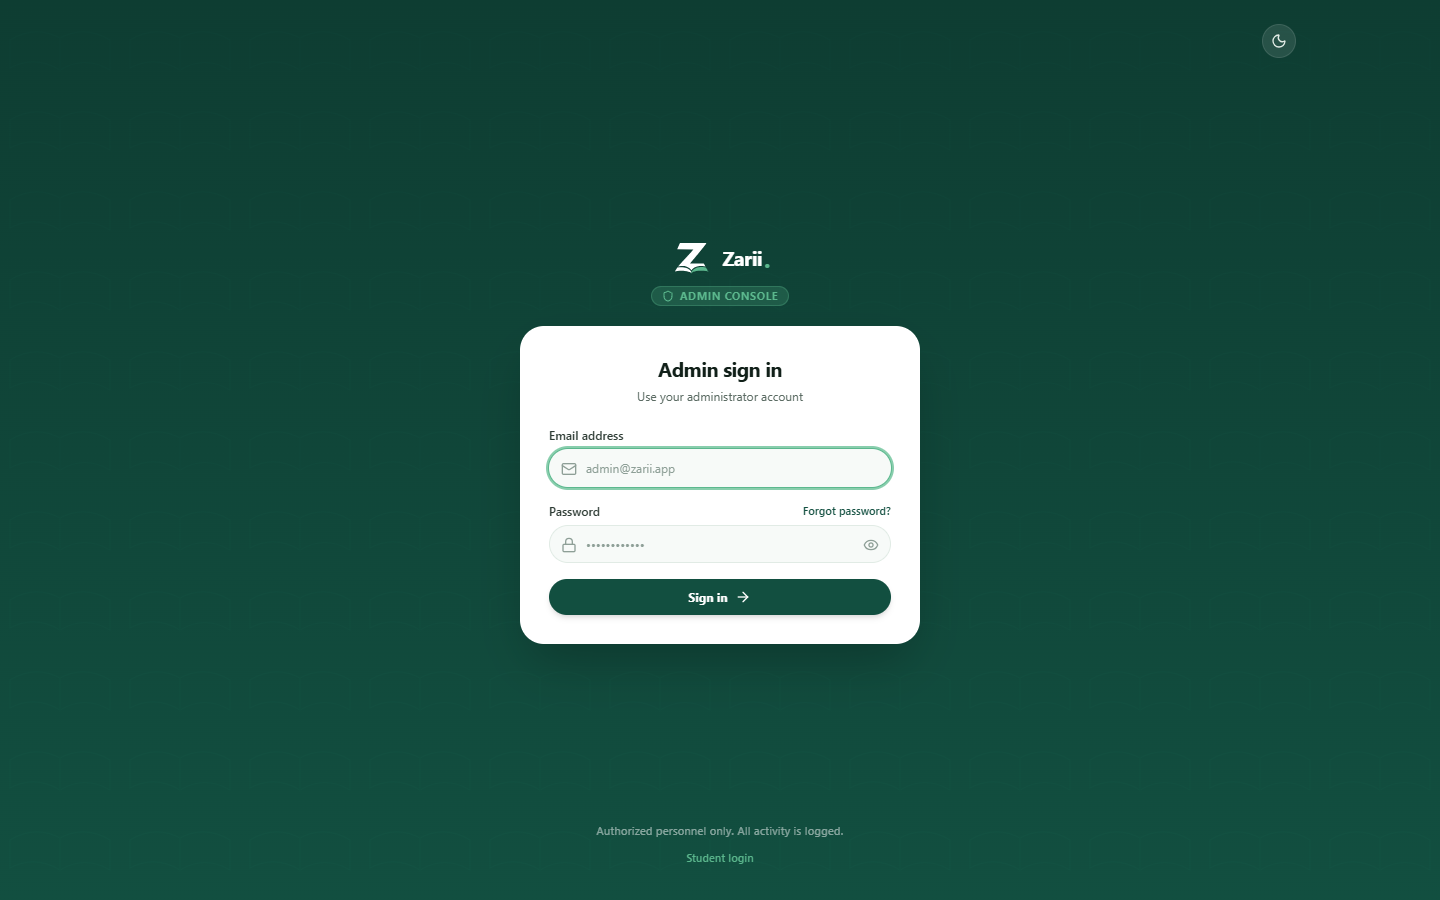 Zarii.
ADMIN CONSOLE
Admin sign in
Use your administrator account
Email address
admin@zarii.app
Password Forgot password?
••••••••••••
Sign in →
Authorized personnel only. All activity is logged.
Student login